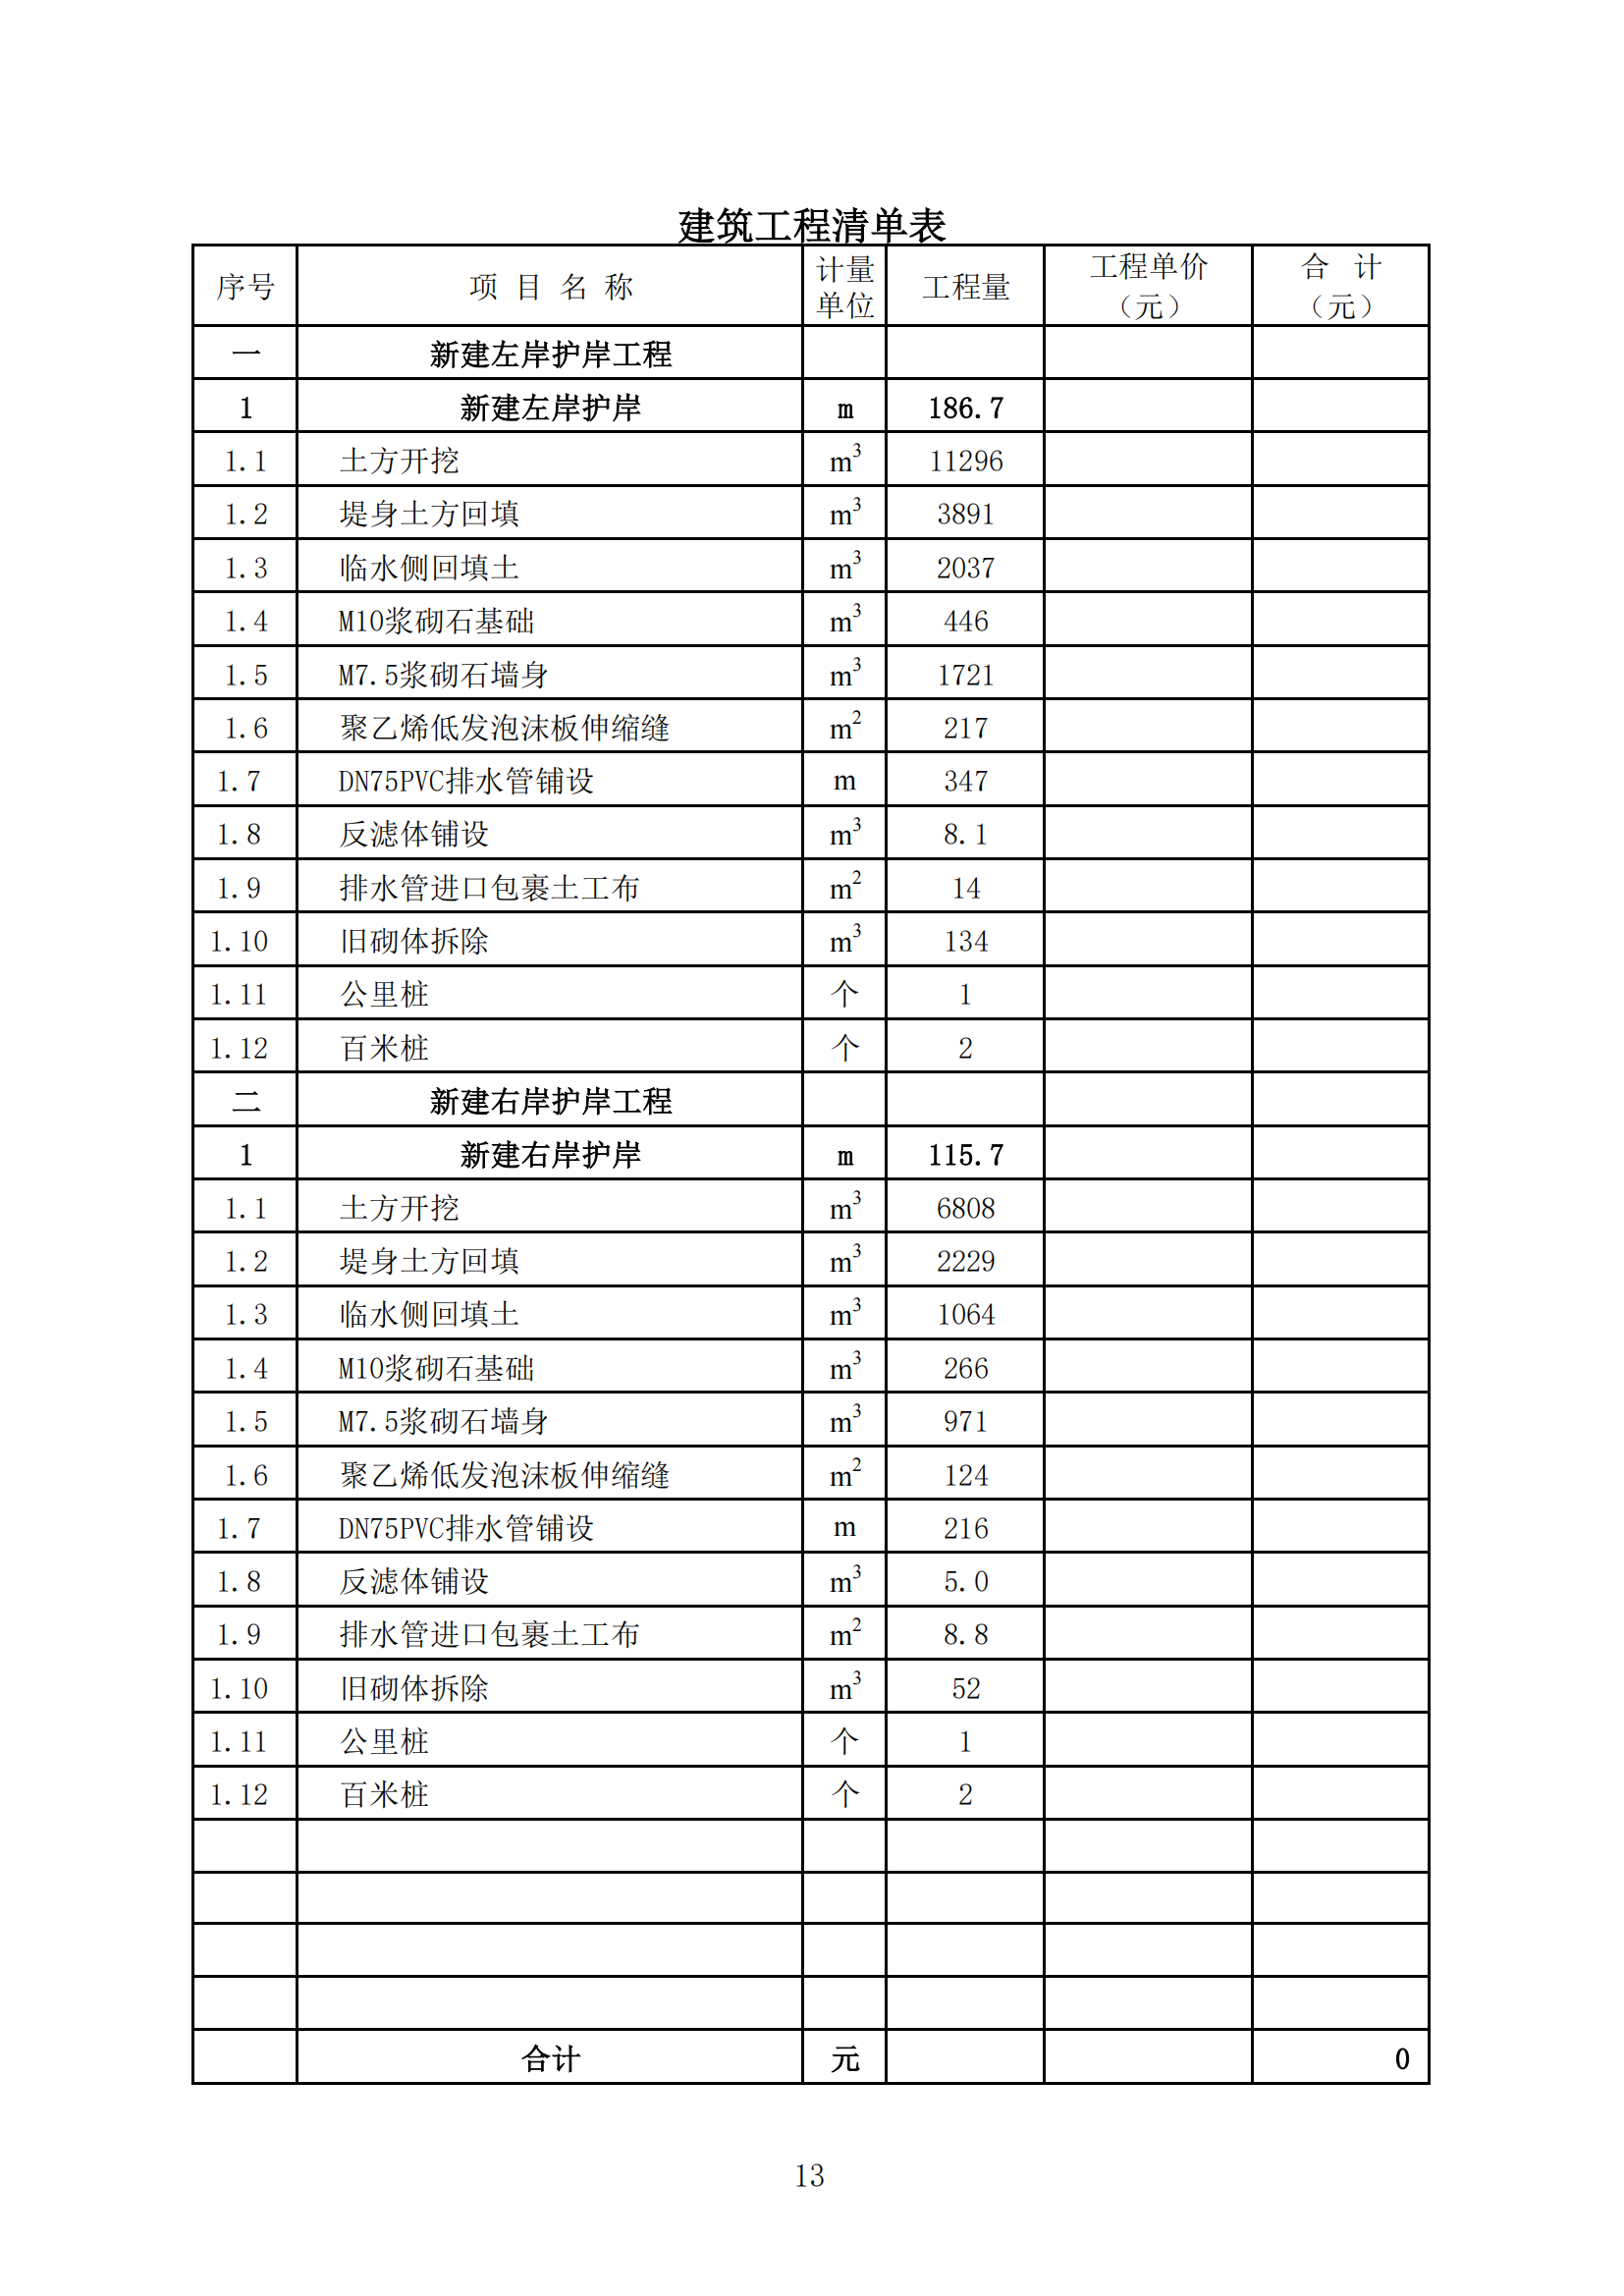 建筑工程清单表
序号 项 目 名 称 计量单位 工程量 工程单价（元） 合 计（元）
一 新建左岸护岸工程
1 新建左岸护岸 m 186.7
1.1 土方开挖 m³ 11296
1.2 堤身土方回填 m³ 3891
1.3 临水侧回填土 m³ 2037
1.4 M10浆砌石基础 m³ 446
1.5 M7.5浆砌石墙身 m³ 1721
1.6 聚乙烯低发泡沫板伸缩缝 m² 217
1.7 DN75PVC排水管铺设 m 347
1.8 反滤体铺设 m³ 8.1
1.9 排水管进口包裹土工布 m² 14
1.10 旧砌体拆除 m³ 134
1.11 公里桩 个 1
1.12 百米桩 个 2
二 新建右岸护岸工程
1 新建右岸护岸 m 115.7
1.1 土方开挖 m³ 6808
1.2 堤身土方回填 m³ 2229
1.3 临水侧回填土 m³ 1064
1.4 M10浆砌石基础 m³ 266
1.5 M7.5浆砌石墙身 m³ 971
1.6 聚乙烯低发泡沫板伸缩缝 m² 124
1.7 DN75PVC排水管铺设 m 216
1.8 反滤体铺设 m³ 5.0
1.9 排水管进口包裹土工布 m² 8.8
1.10 旧砌体拆除 m³ 52
1.11 公里桩 个 1
1.12 百米桩 个 2
合计 元 0
13